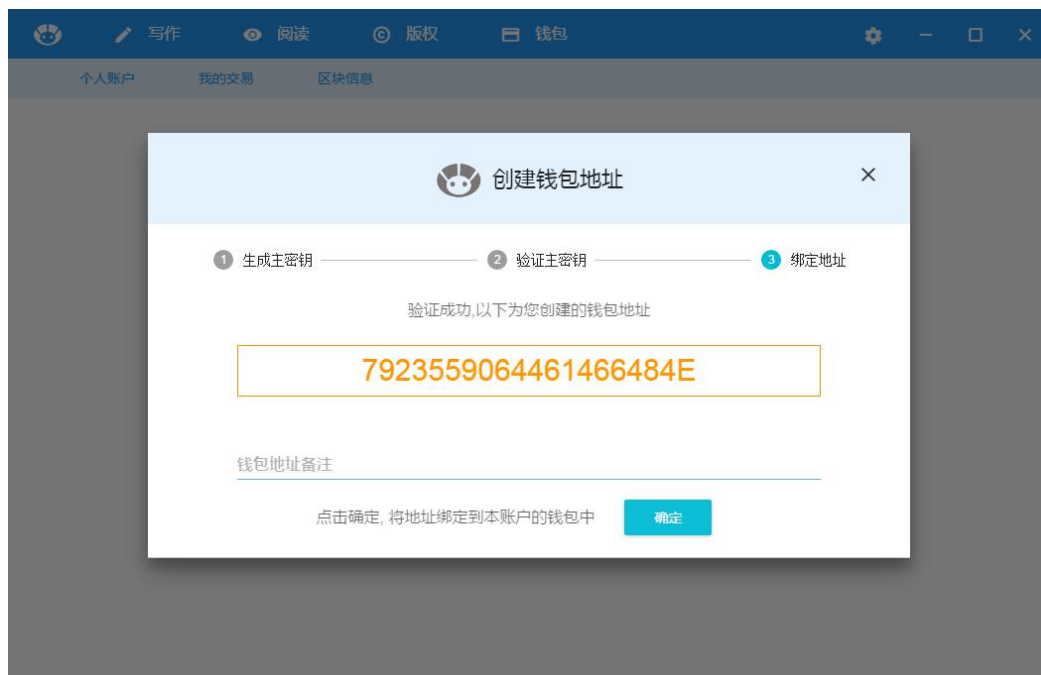 写作 阅读 © 版权 钱包
个人账户 我的交易 区块信息
创建钱包地址
1 生成主密钥 2 验证主密钥 3 绑定地址
验证成功,以下为您创建的钱包地址
7923559064461466484E
钱包地址备注
点击确定, 将地址绑定到本账户的钱包中 确定